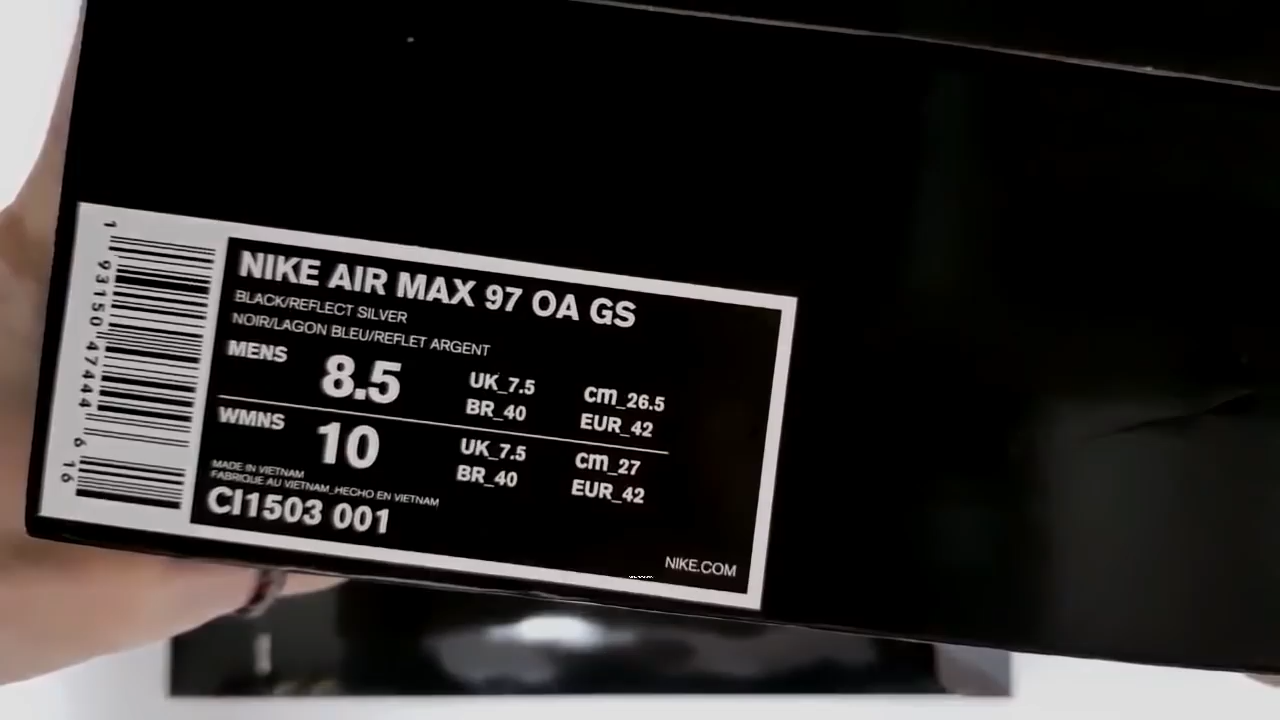 NIKE AIR MAX 97 OA GS
BLACK/REFLECT SILVER
NOIR/LAGON BLEU/REFLET ARGENT
MENS 8.5 UK_7.5 cm_26.5
BR_40 EUR_42
WMNS 10 UK_7.5 cm_27
BR_40 EUR_42
MADE IN VIETNAM
FABRIQUE AU VIETNAM_HECHO EN VIETNAM
CI1503 001
NIKE.COM
1 93150 47444 6 16